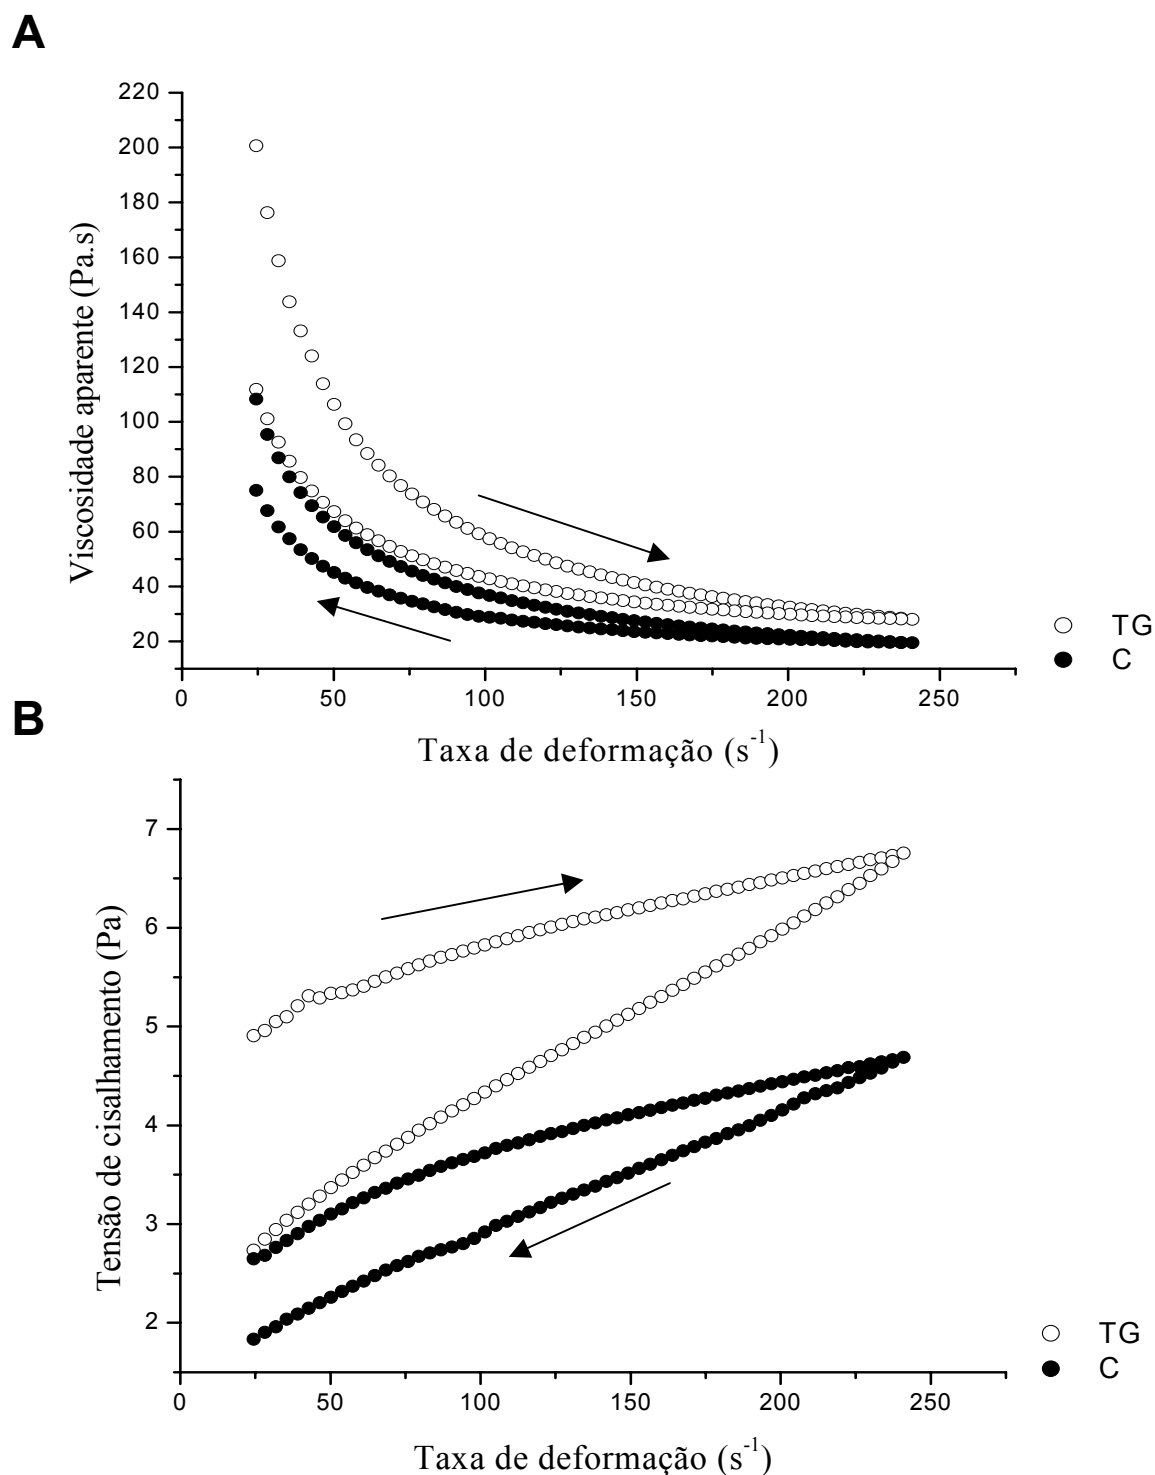 A
220
200
180
160
140
120
100
80
60
40
20
Viscosidade aparente (Pa.s)
0 50 100 150 200 250
Taxa de deformação (s⁻¹)
TG
C
B
7
6
5
4
3
2
Tensão de cisalhamento (Pa)
0 50 100 150 200 250
Taxa de deformação (s⁻¹)
TG
C